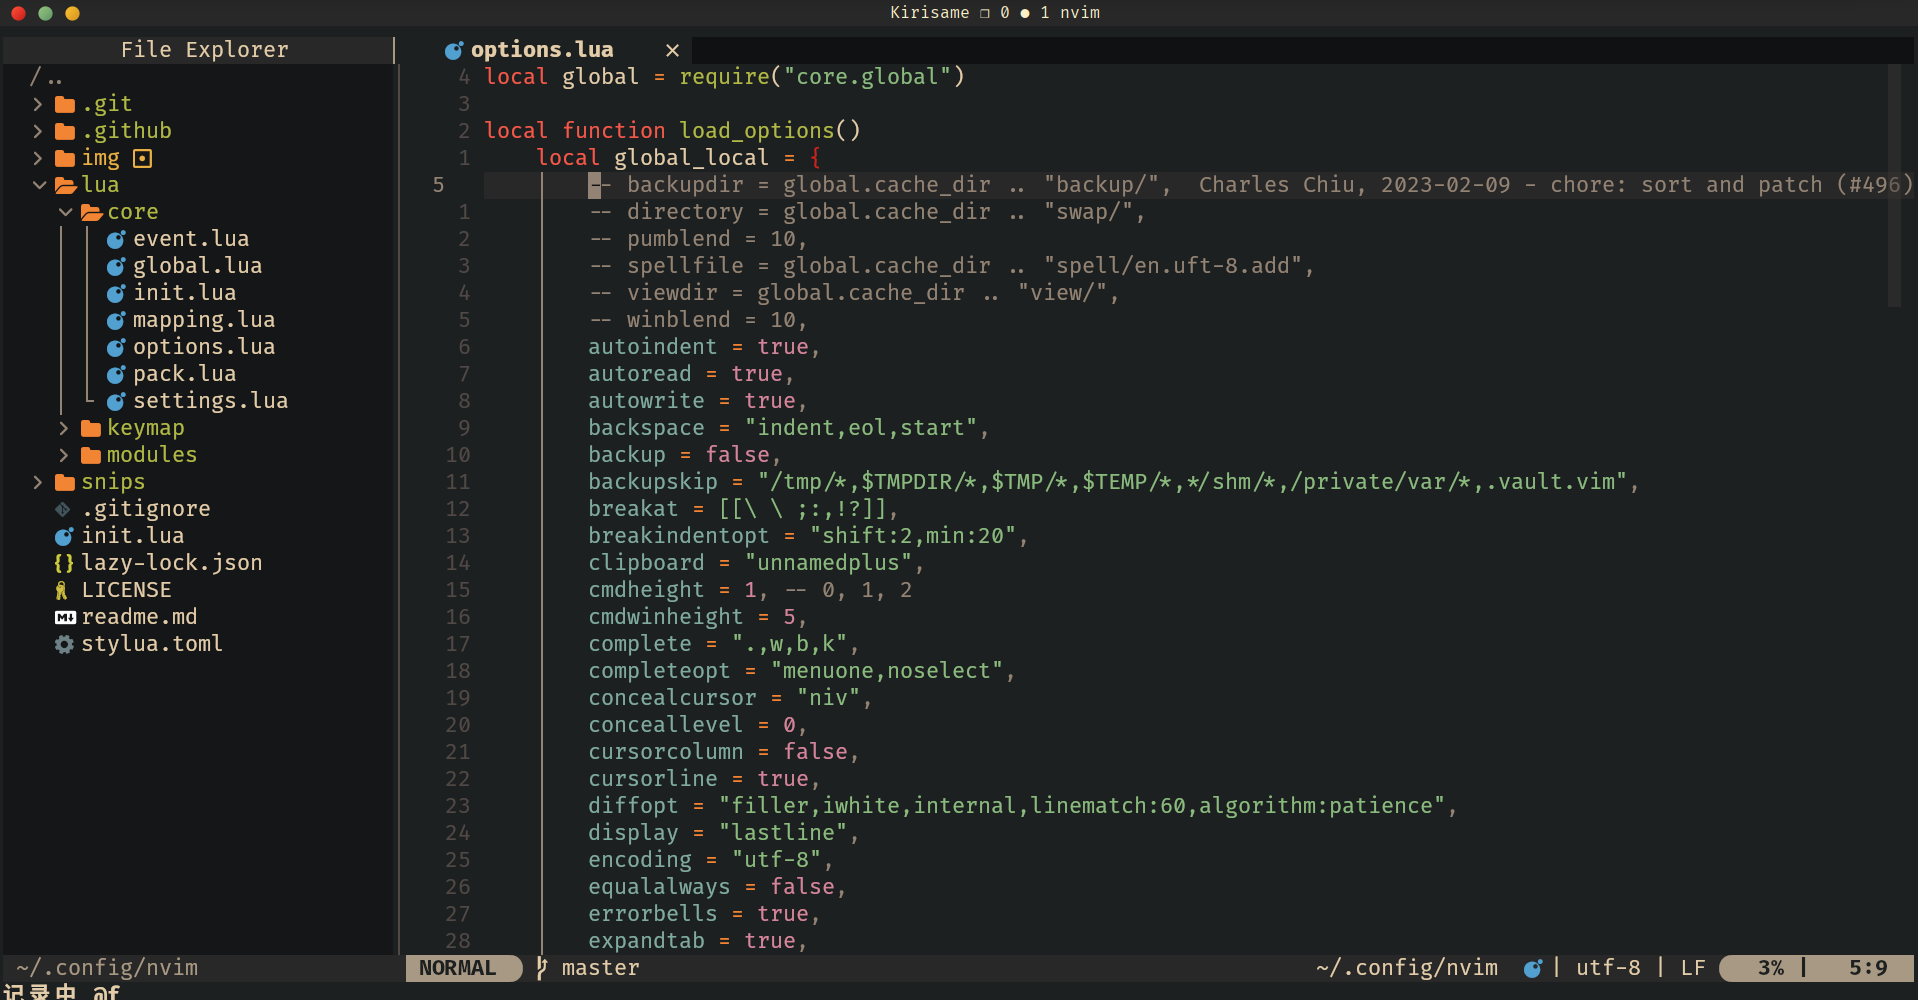 Kirisame ❐ 0 ● 1 nvim
File Explorer
options.lua ×
/..
.git
.github
img
lua
core
event.lua
global.lua
init.lua
mapping.lua
options.lua
pack.lua
settings.lua
keymap
modules
snips
.gitignore
init.lua
lazy-lock.json
LICENSE
readme.md
stylua.toml
4 local global = require("core.global")
3
2 local function load_options()
1 local global_local = {
5 -- backupdir = global.cache_dir .. "backup/", Charles Chiu, 2023-02-09 - chore: sort and patch (#496)
1 -- directory = global.cache_dir .. "swap/",
2 -- pumblend = 10,
3 -- spellfile = global.cache_dir .. "spell/en.uft-8.add",
4 -- viewdir = global.cache_dir .. "view/",
5 -- winblend = 10,
6 autoindent = true,
7 autoread = true,
8 autowrite = true,
9 backspace = "indent,eol,start",
10 backup = false,
11 backupskip = "/tmp/*,$TMPDIR/*,$TMP/*,$TEMP/*,*/shm/*,/private/var/*,.vault.vim",
12 breakat = [[\ \ ;:,!?]],
13 breakindentopt = "shift:2,min:20",
14 clipboard = "unnamedplus",
15 cmdheight = 1, -- 0, 1, 2
16 cmdwinheight = 5,
17 complete = ".,w,b,k",
18 completeopt = "menuone,noselect",
19 concealcursor = "niv",
20 conceallevel = 0,
21 cursorcolumn = false,
22 cursorline = true,
23 diffopt = "filler,iwhite,internal,linematch:60,algorithm:patience",
24 display = "lastline",
25 encoding = "utf-8",
26 equalalways = false,
27 errorbells = true,
28 expandtab = true,
~/.config/nvim
NORMAL master ~/.config/nvim | utf-8 | LF 3% | 5:9
记录中 @f